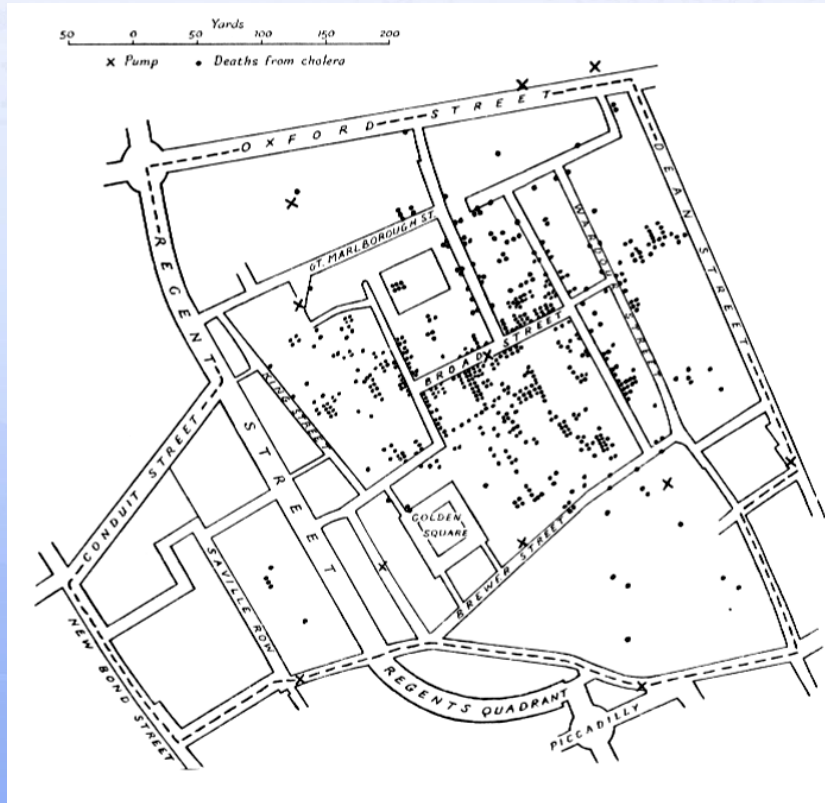 Yards
50 0 50 100 150 200
x Pump • Deaths from cholera
OXFORD STREET
DEAN STREET
WARDOUR STREET
GT. MARLBOROUGH ST.
REGENT STREET
BROAD STREET
KING STREET
CONDUIT STREET
GOLDEN SQUARE
BREWER STREET
SAVILLE ROW
NEW BOND STREET
REGENTS QUADRANT
PICCADILLY